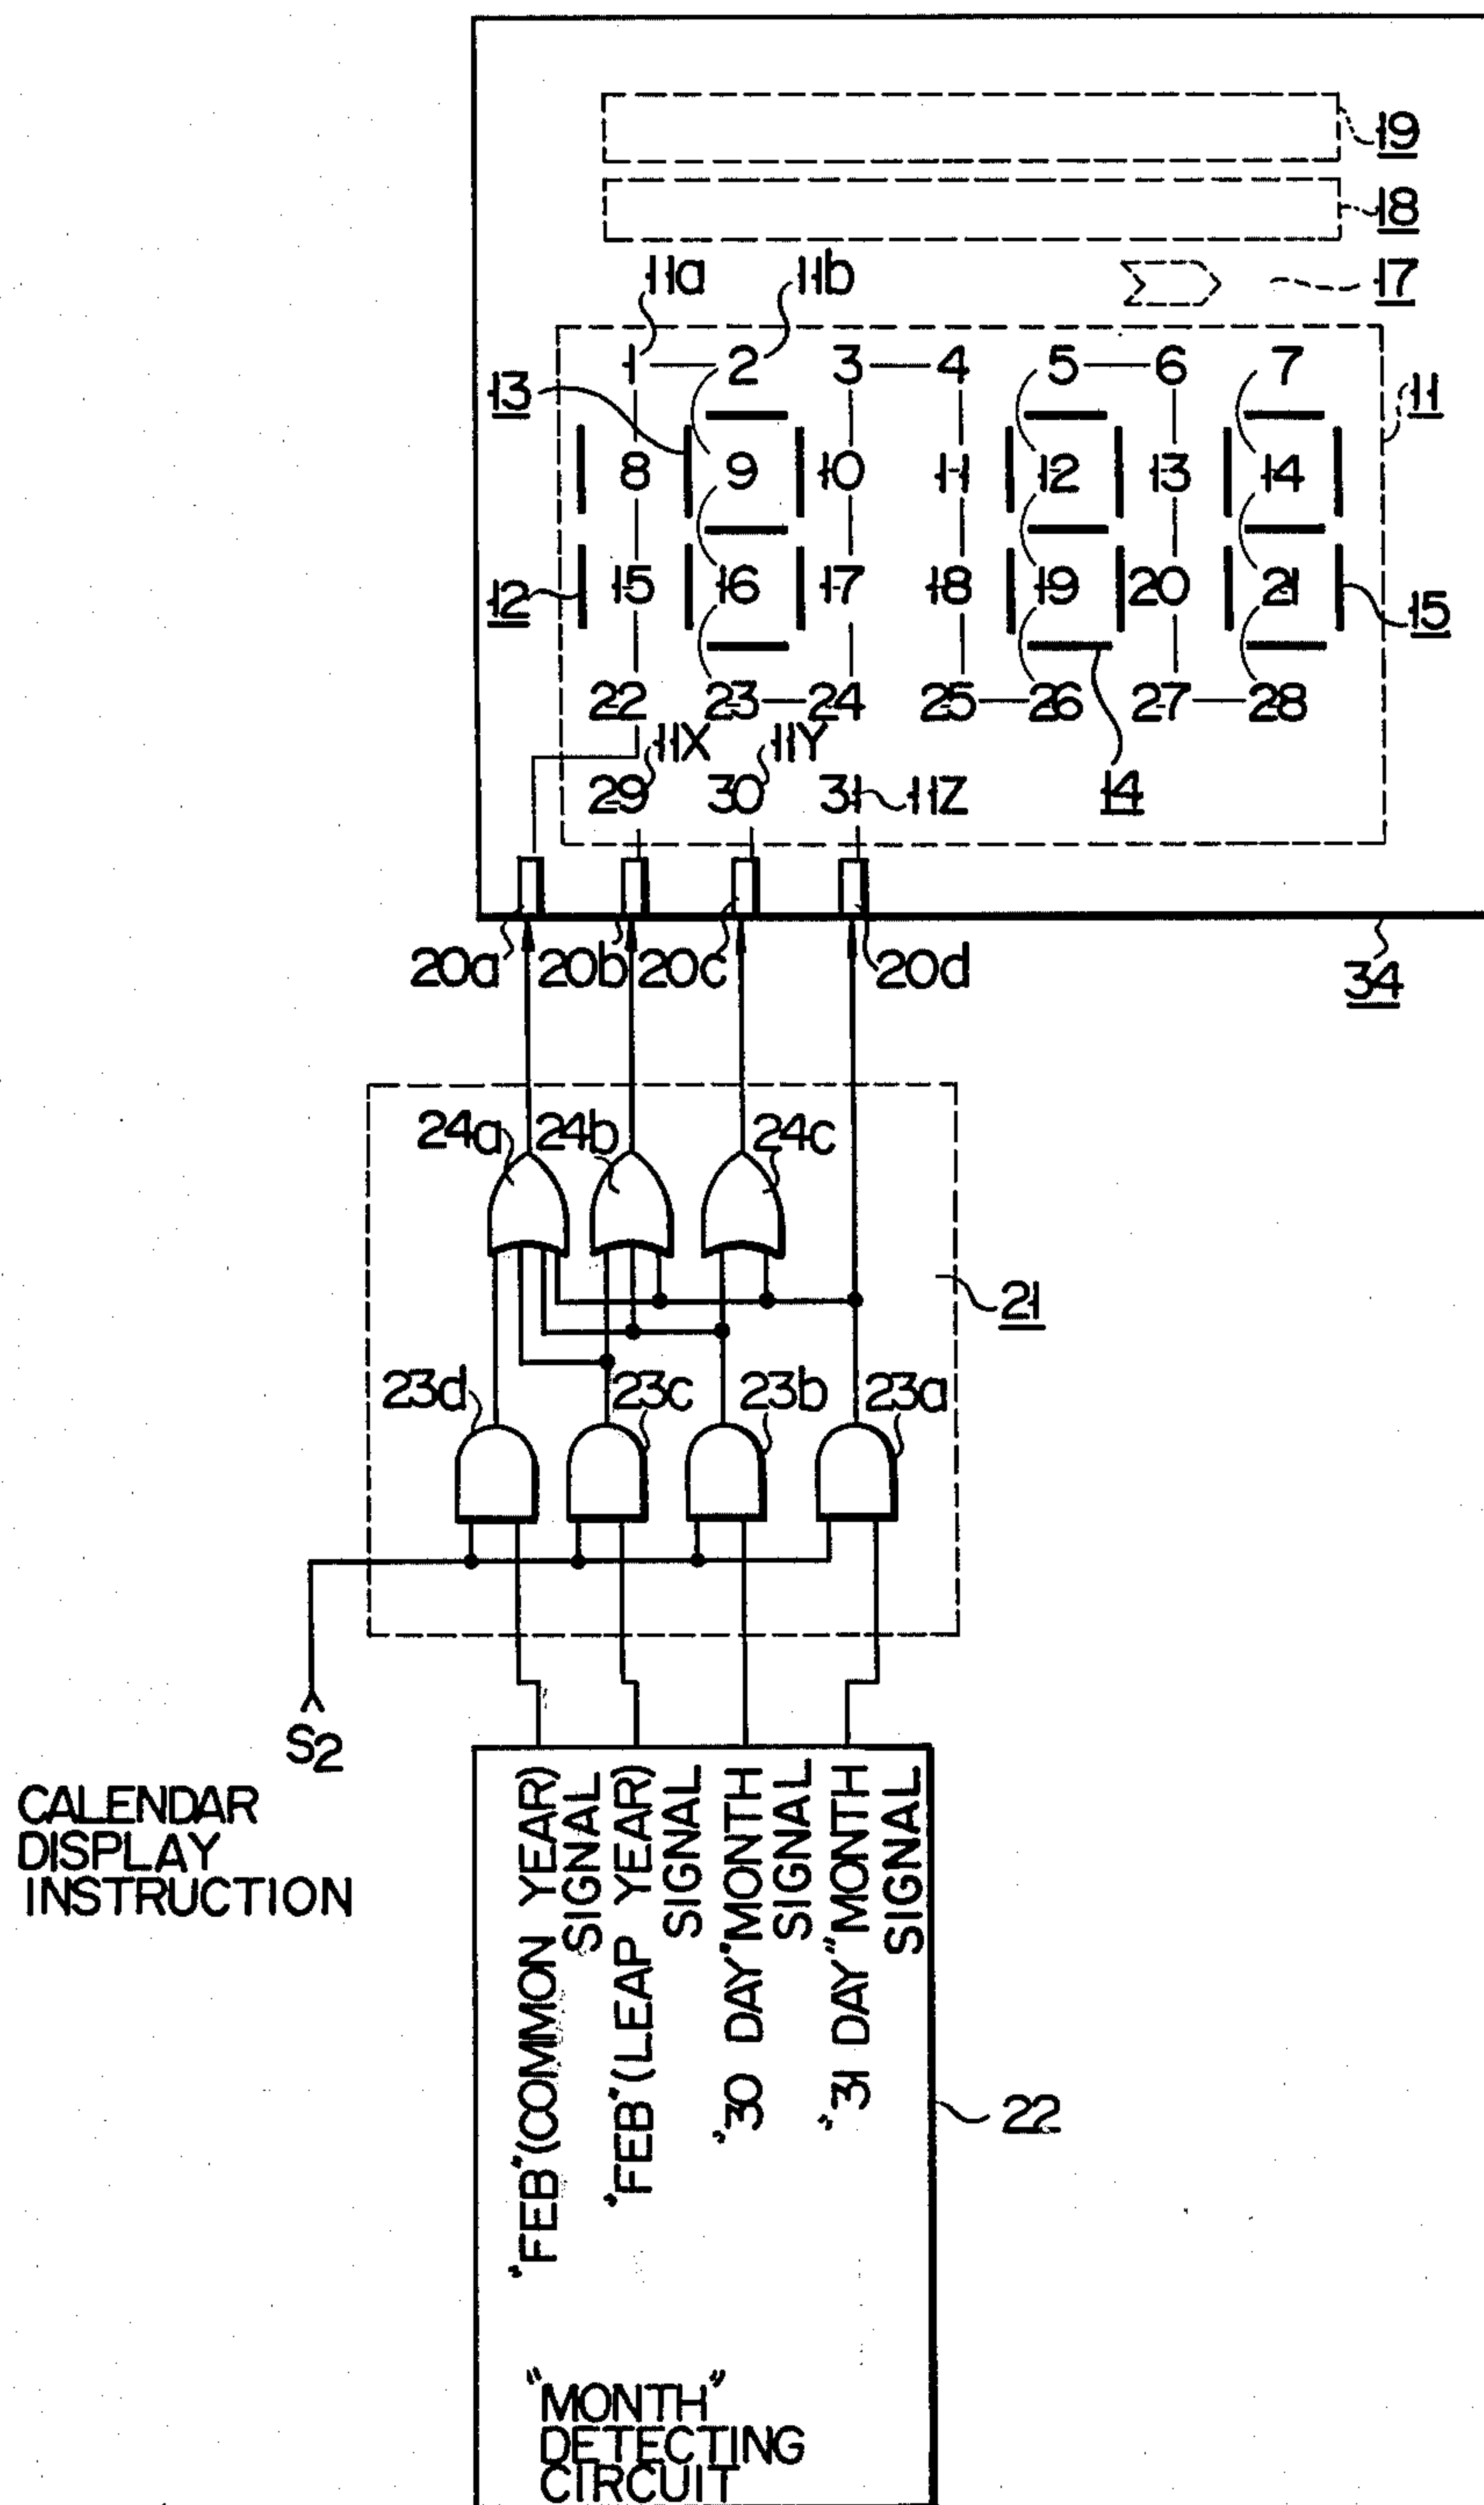 19
18
11a 11b 17
1 2 3 4 5 6 7
13 11
8 9 10 11 12 13 14
12 15 16 17 18 19 20 21 15
22 23 24 25 26 27 28
11X 11Y
29 30 31 11Z 14
20a 20b 20c 20d 34
24a 24b 24c
21
23d 23c 23b 23a
S2
CALENDAR
DISPLAY
INSTRUCTION
"FEB"(COMMON YEAR)
SIGNAL
"FEB"(LEAP YEAR)
SIGNAL
"30 DAY"MONTH
SIGNAL
"31 DAY"MONTH
SIGNAL
22
"MONTH"
DETECTING
CIRCUIT